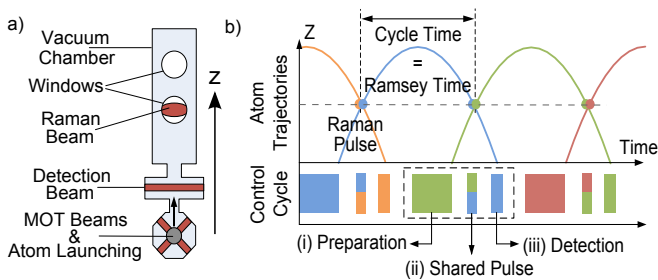 a)
Vacuum
Chamber
Windows
Raman
Beam
Detection
Beam
MOT Beams
&
Atom Launching
Z
b)
Z
Cycle Time
=
Ramsey Time
Atom
Trajectories
Raman
Pulse
Time
Control
Cycle
(i) Preparation
(ii) Shared Pulse
(iii) Detection